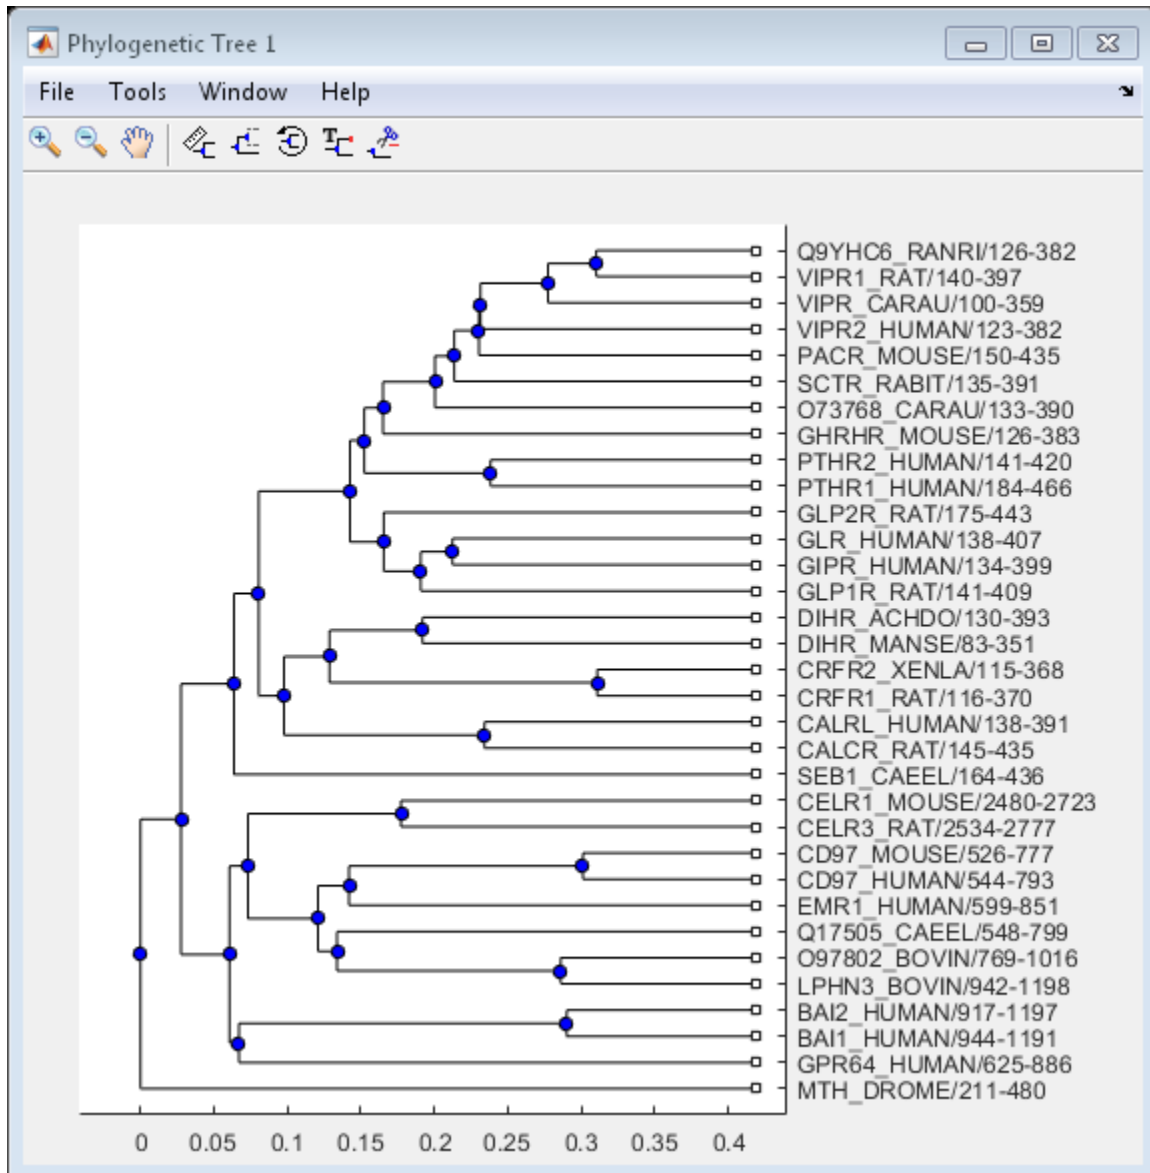 Phylogenetic Tree 1
File Tools Window Help
T
Q9YHC6_RANRI/126-382
VIPR1_RAT/140-397
VIPR_CARAU/100-359
VIPR2_HUMAN/123-382
PACR_MOUSE/150-435
SCTR_RABIT/135-391
O73768_CARAU/133-390
GHRHR_MOUSE/126-383
PTHR2_HUMAN/141-420
PTHR1_HUMAN/184-466
GLP2R_RAT/175-443
GLR_HUMAN/138-407
GIPR_HUMAN/134-399
GLP1R_RAT/141-409
DIHR_ACHDO/130-393
DIHR_MANSE/83-351
CRFR2_XENLA/115-368
CRFR1_RAT/116-370
CALRL_HUMAN/138-391
CALCR_RAT/145-435
SEB1_CAEEL/164-436
CELR1_MOUSE/2480-2723
CELR3_RAT/2534-2777
CD97_MOUSE/526-777
CD97_HUMAN/544-793
EMR1_HUMAN/599-851
Q17505_CAEEL/548-799
O97802_BOVIN/769-1016
LPHN3_BOVIN/942-1198
BAI2_HUMAN/917-1197
BAI1_HUMAN/944-1191
GPR64_HUMAN/625-886
MTH_DROME/211-480
0 0.05 0.1 0.15 0.2 0.25 0.3 0.35 0.4